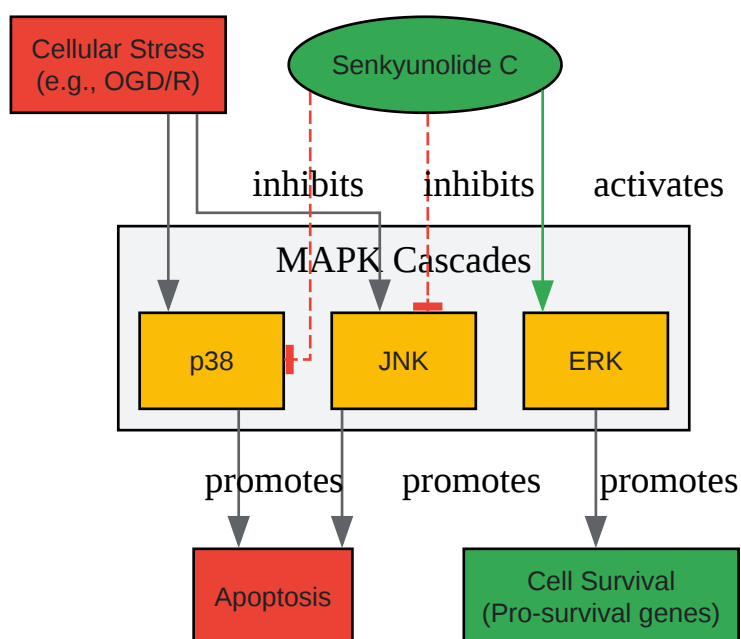 Cellular Stress
(e.g., OGD/R)
Senkyunolide C
inhibits
inhibits
activates
MAPK Cascades
p38
JNK
ERK
promotes
promotes
promotes
Apoptosis
Cell Survival
(Pro-survival genes)